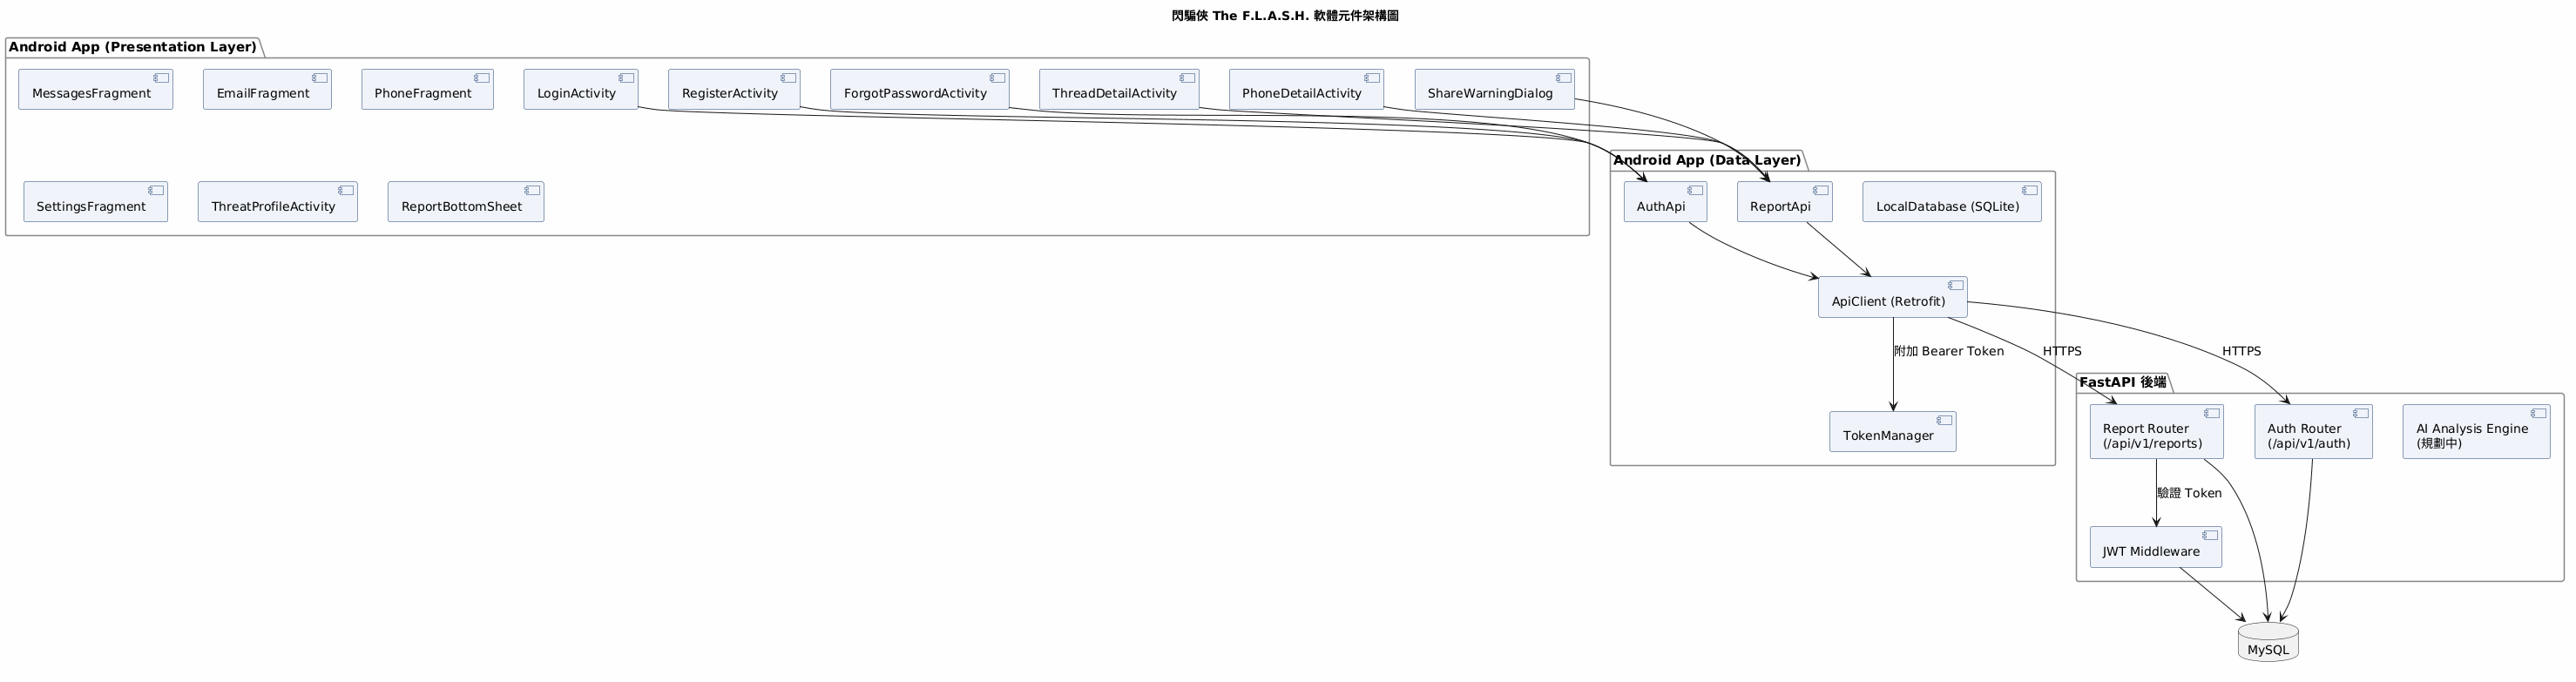 閃騙俠 The F.L.A.S.H. 軟體元件架構圖
Android App (Presentation Layer)
MessagesFragment
EmailFragment
PhoneFragment
LoginActivity
RegisterActivity
ForgotPasswordActivity
ThreadDetailActivity
PhoneDetailActivity
ShareWarningDialog
SettingsFragment
ThreatProfileActivity
ReportBottomSheet
Android App (Data Layer)
AuthApi
ReportApi
LocalDatabase (SQLite)
ApiClient (Retrofit)
附加 Bearer Token
HTTPS
HTTPS
TokenManager
FastAPI 後端
Report Router
(/api/v1/reports)
Auth Router
(/api/v1/auth)
AI Analysis Engine
(規劃中)
驗證 Token
JWT Middleware
MySQL